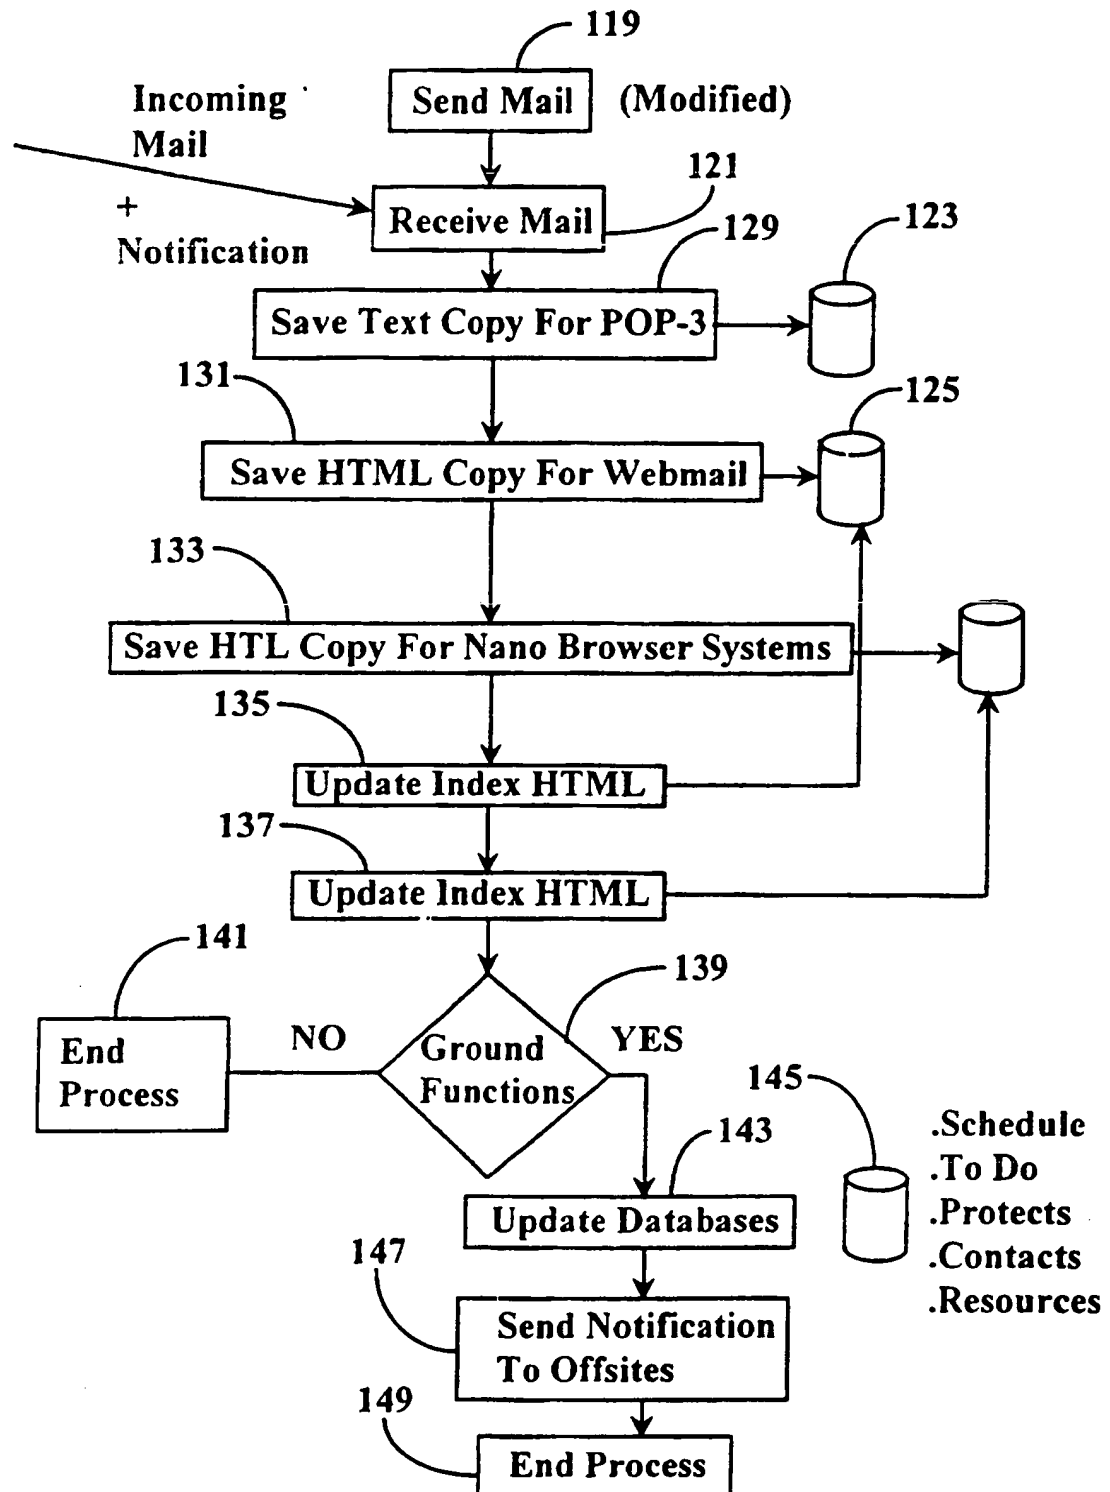 119
Send Mail
(Modified)
Incoming
Mail
+
Notification
121
Receive Mail
129
123
Save Text Copy For POP-3
131
125
Save HTML Copy For Webmail
133
Save HTL Copy For Nano Browser Systems
135
Update Index HTML
137
Update Index HTML
141
139
End
Process
NO
Ground
Functions
YES
145
.Schedule
.To Do
.Protects
.Contacts
.Resources
143
Update Databases
147
Send Notification
To Offsites
149
End Process